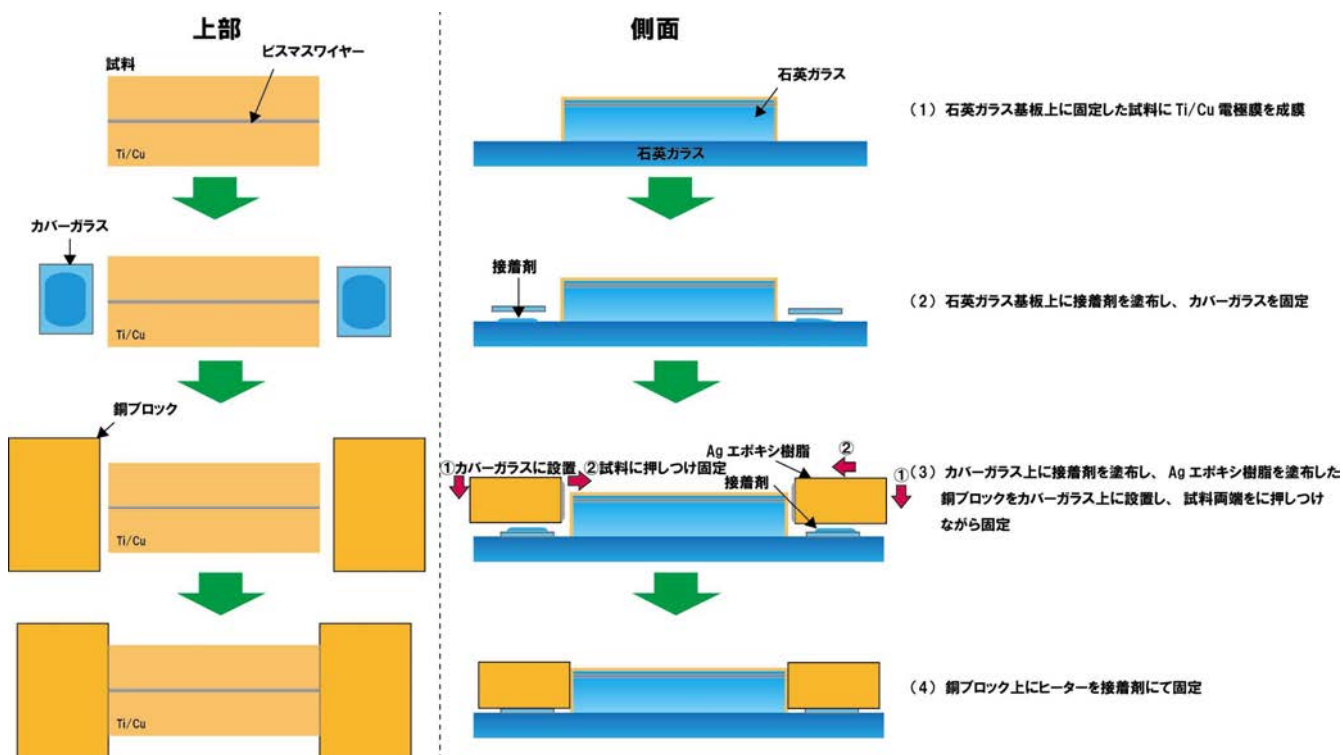 上部
側面
試料
ビスマスワイヤー
Ti/Cu
石英ガラス
石英ガラス
(1) 石英ガラス基板上に固定した試料に Ti/Cu 電極膜を成膜
カバーガラス
Ti/Cu
接着剤
(2) 石英ガラス基板上に接着剤を塗布し、カバーガラスを固定
銅ブロック
Ti/Cu
①カバーガラスに設置
②試料に押しつけ固定
Ag エポキシ樹脂
接着剤
②
①
(3) カバーガラス上に接着剤を塗布し、Ag エポキシ樹脂を塗布した
銅ブロックをカバーガラス上に設置し、試料両端をに押しつけ
ながら固定
Ti/Cu
(4) 銅ブロック上にヒーターを接着剤にて固定